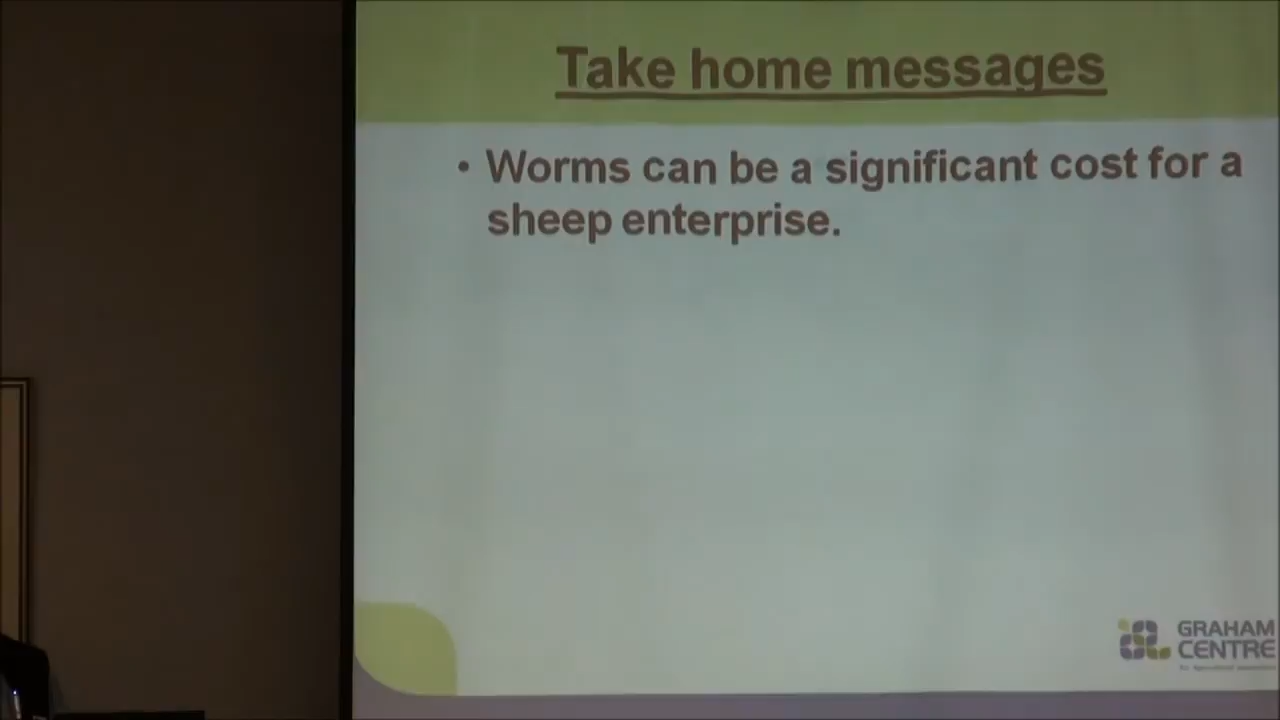 Take home messages
• Worms can be a significant cost for a
sheep enterprise.
GRAHAM
CENTRE